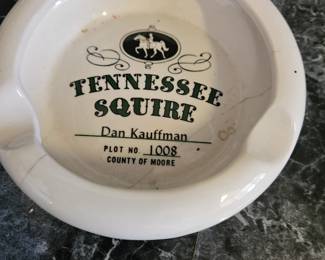 TENNESSEE
SQUIRE
Dan Kauffman
PLOT NO. 1008
COUNTY OF MOORE